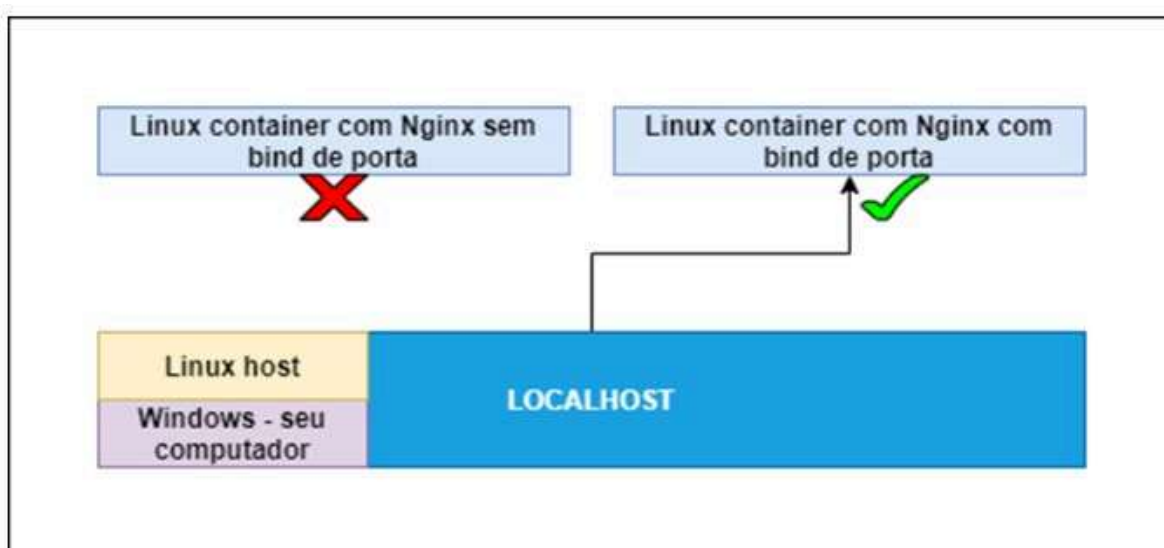 Linux container com Nginx sem
bind de porta
Linux container com Nginx com
bind de porta
Linux host
Windows - seu
computador
LOCALHOST